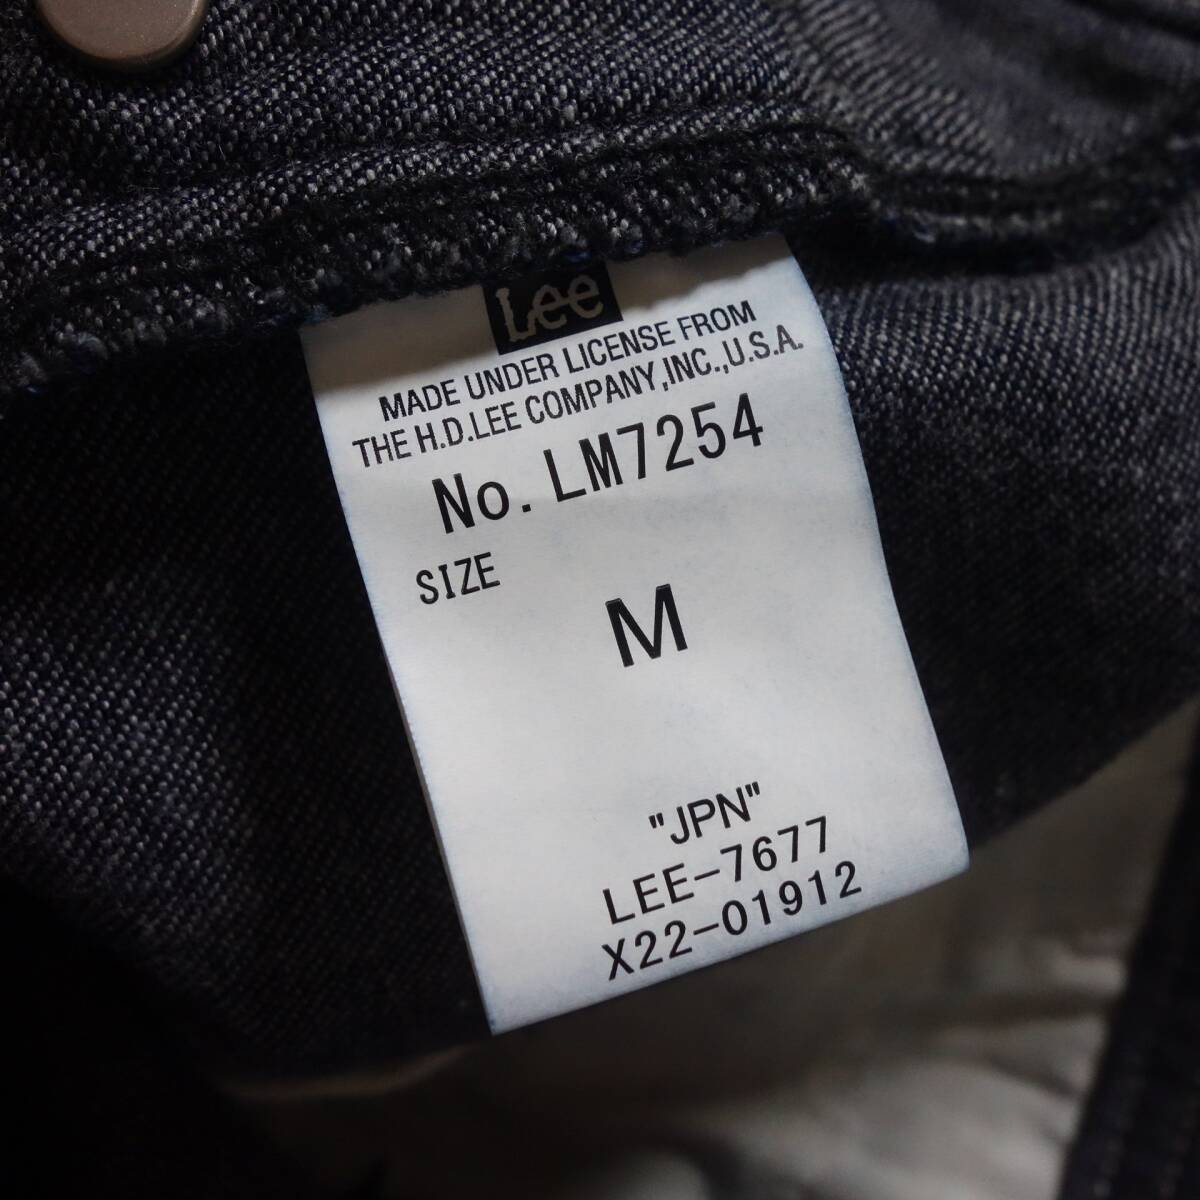 Lee
MADE UNDER LICENSE FROM
THE H.D.LEE COMPANY,INC.,U.S.A.
No. LM7254
SIZE
M
"JPN"
LEE-7677
X22-01912